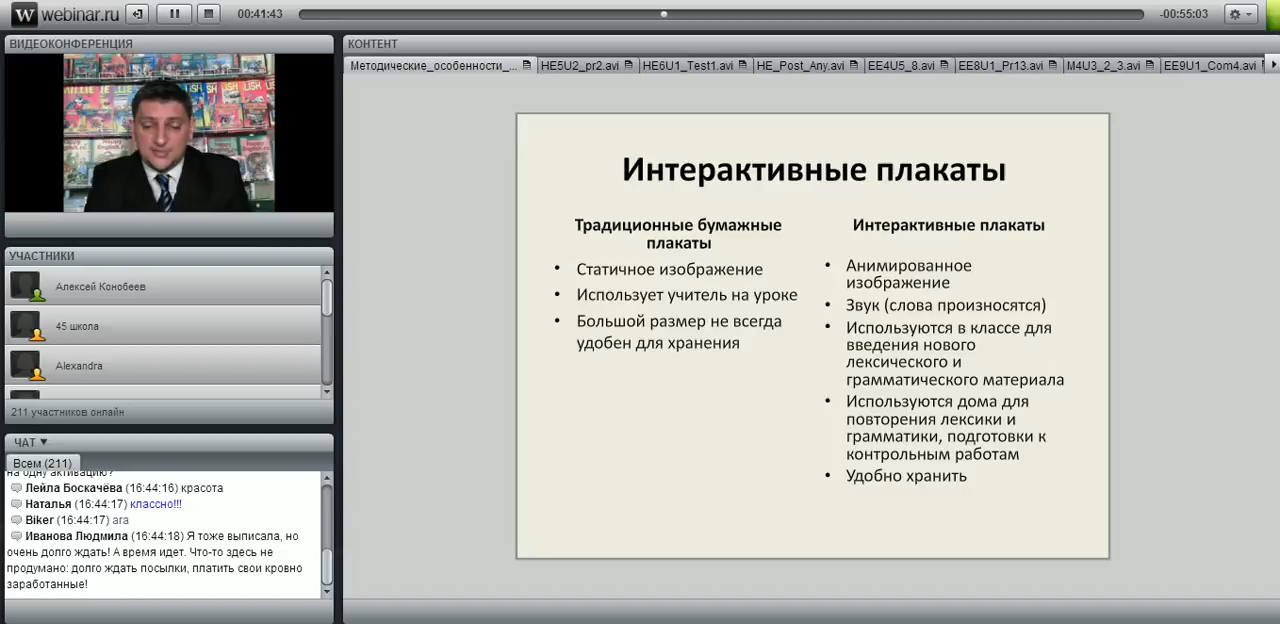 webinar.ru
00:41:43
-00:55:03
ВИДЕОКОНФЕРЕНЦИЯ
УЧАСТНИКИ
Алексей Конобеев
45 школа
Alexandra
211 участников онлайн
ЧАТ
Всем (211)
на одну активацию?
Лейла Боскачёва (16:44:16) красота
Наталья (16:44:17) классно!!!
Biker (16:44:17) ага
Иванова Людмила (16:44:18) Я тоже выписала, но
очень долго ждать! А время идет. Что-то здесь не
продумано: долго ждать посылки, платить свои кровно
заработанные!
КОНТЕНТ
Методические_особенности_... HE5U2_pr2.avi HE6U1_Test1.avi HE_Post_Any.avi EE4U5_8.avi EE8U1_Pr13.avi M4U3_2_3.avi EE9U1_Com4.avi
Интерактивные плакаты
Традиционные бумажные
плакаты
• Статичное изображение
• Использует учитель на уроке
• Большой размер не всегда
удобен для хранения
Интерактивные плакаты
• Анимированное
изображение
• Звук (слова произносятся)
• Используются в классе для
введения нового
лексического и
грамматического материала
• Используются дома для
повторения лексики и
грамматики, подготовки к
контрольным работам
• Удобно хранить